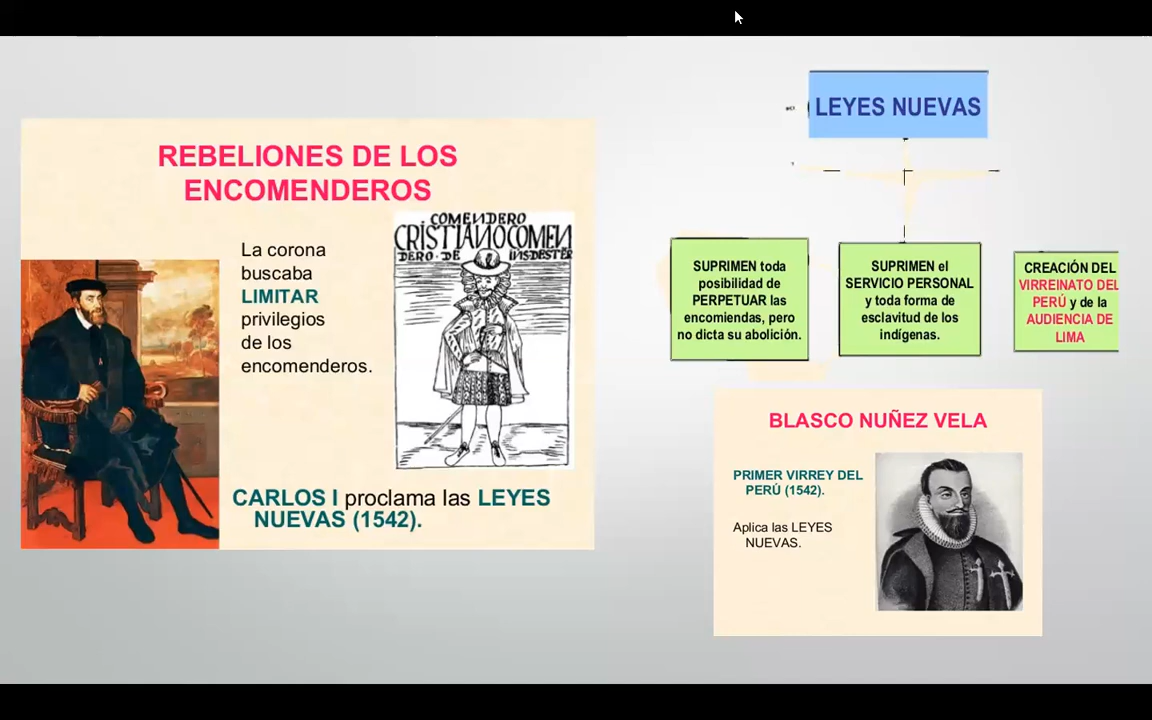 REBELIONES DE LOS
ENCOMENDEROS
La corona
buscaba
LIMITAR
privilegios
de los
encomenderos.
COMENDERO
CRISTIANO COMEN
DERO · DE INS DESTER
CARLOS I proclama las LEYES
NUEVAS (1542).
LEYES NUEVAS
SUPRIMEN toda
posibilidad de
PERPETUAR las
encomiendas, pero
no dicta su abolición.
SUPRIMEN el
SERVICIO PERSONAL
y toda forma de
esclavitud de los
indígenas.
CREACIÓN DEL
VIRREINATO DEL
PERÚ y de la
AUDIENCIA DE
LIMA
BLASCO NUÑEZ VELA
PRIMER VIRREY DEL
PERÚ (1542).
Aplica las LEYES
NUEVAS.